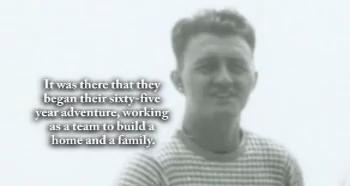 It was there that they
began their sixty-five
year adventure, working
as a team to build a
home and a family.